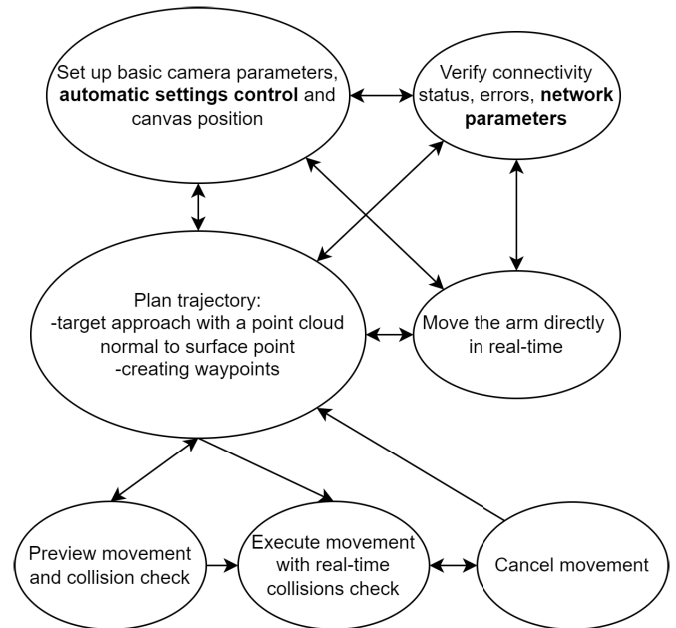 Set up basic camera parameters,
automatic settings control and
canvas position
Verify connectivity
status, errors, network
parameters
Plan trajectory:
-target approach with a point cloud
normal to surface point
-creating waypoints
Move the arm directly
in real-time
Preview movement
and collision check
Execute movement
with real-time
collisions check
Cancel movement